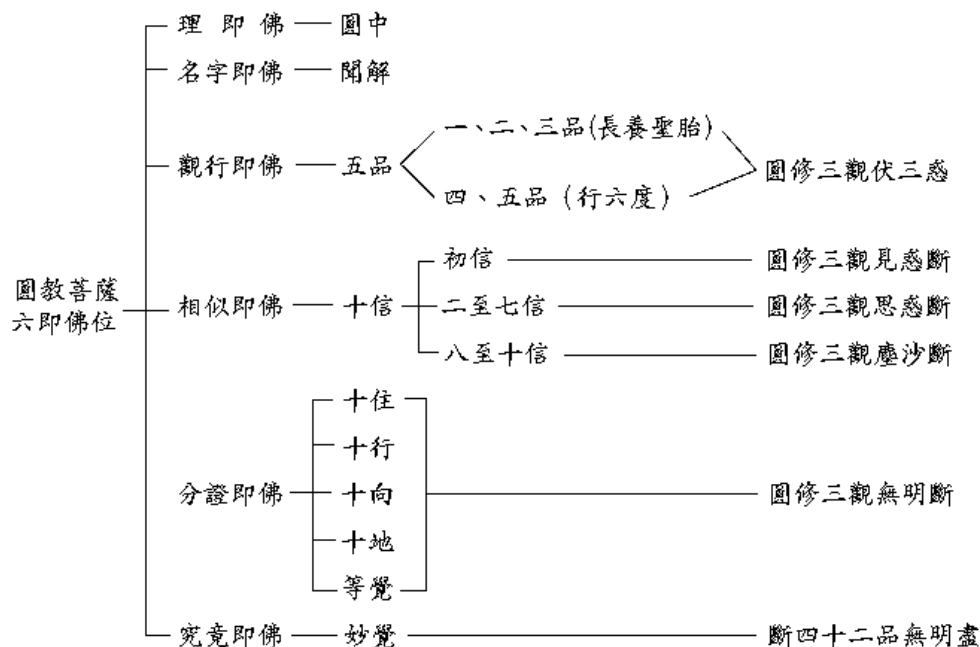 圓教菩薩
六即佛位
理即佛
圓中
名字即佛
聞解
觀行即佛
五品
一、二、三品(長養聖胎)
四、五品(行六度)
圓修三觀伏三惑
相似即佛
十信
初信
圓修三觀見惑斷
二至七信
圓修三觀思惑斷
八至十信
圓修三觀塵沙斷
分證即佛
十住
十行
十向
十地
等覺
圓修三觀無明斷
究竟即佛
妙覺
斷四十二品無明盡